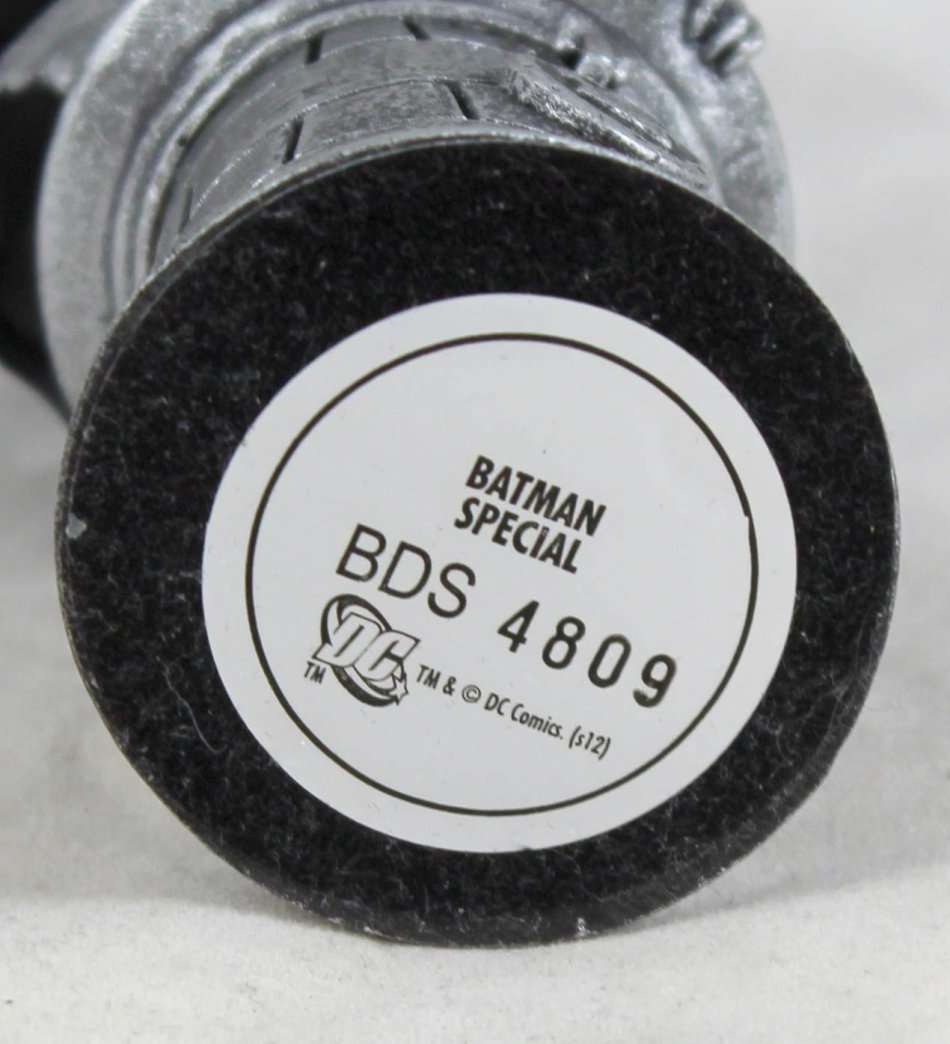 BATMAN
SPECIAL
BDS 4809
DC
TM TM & © DC Comics. (s12)